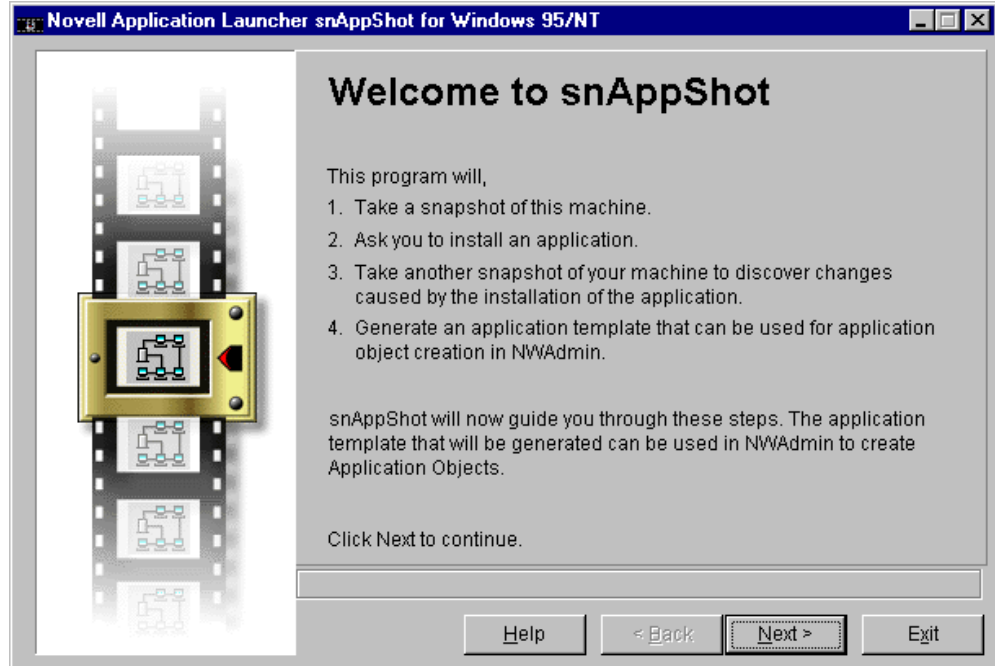 Novell Application Launcher snAppShot for Windows 95/NT
Welcome to snAppShot
This program will,
1. Take a snapshot of this machine.
2. Ask you to install an application.
3. Take another snapshot of your machine to discover changes
caused by the installation of the application.
4. Generate an application template that can be used for application
object creation in NWAdmin.
snAppShot will now guide you through these steps. The application
template that will be generated can be used in NWAdmin to create
Application Objects.
Click Next to continue.
Help
< Back
Next >
Exit